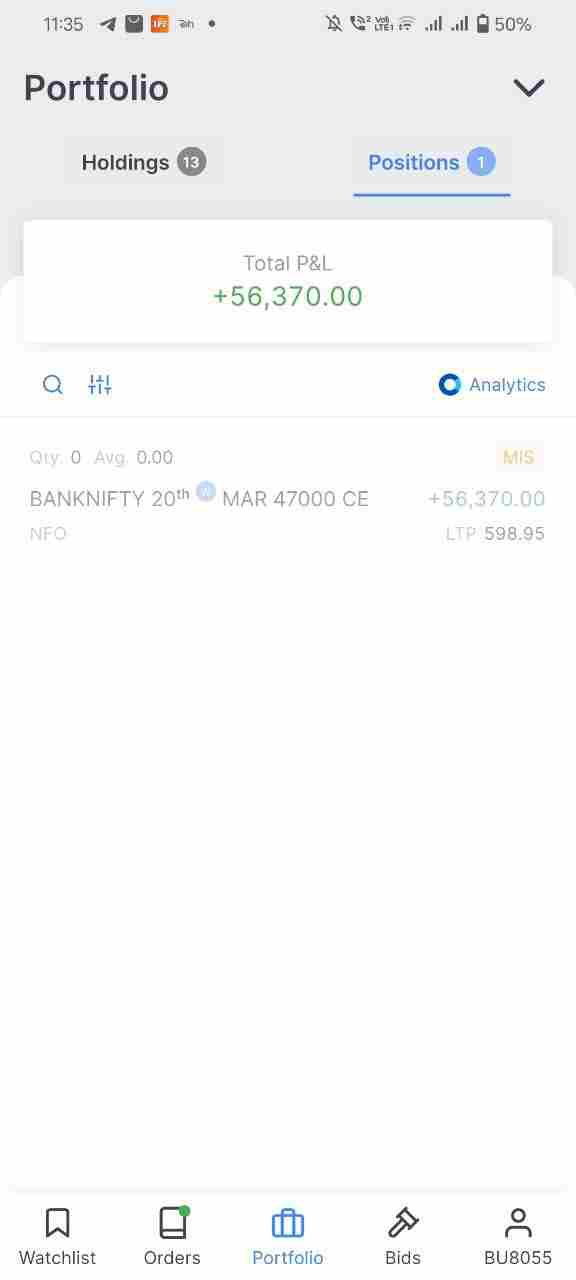 11:35 50%
Portfolio
Holdings 13 Positions 1
Total P&L
+56,370.00
Analytics
Qty. 0 Avg. 0.00 MIS
BANKNIFTY 20th W MAR 47000 CE +56,370.00
NFO LTP 598.95
Watchlist Orders Portfolio Bids BU8055